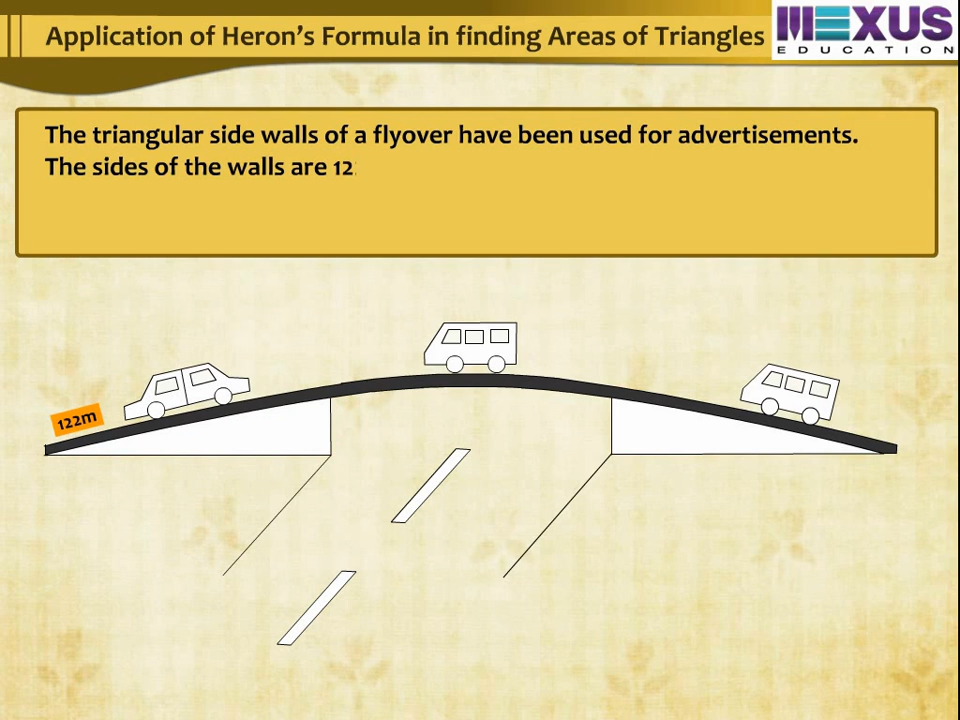 Application of Heron’s Formula in finding Areas of Triangles
MEXUS
EDUCATION
The triangular side walls of a flyover have been used for advertisements.
The sides of the walls are 12
122m